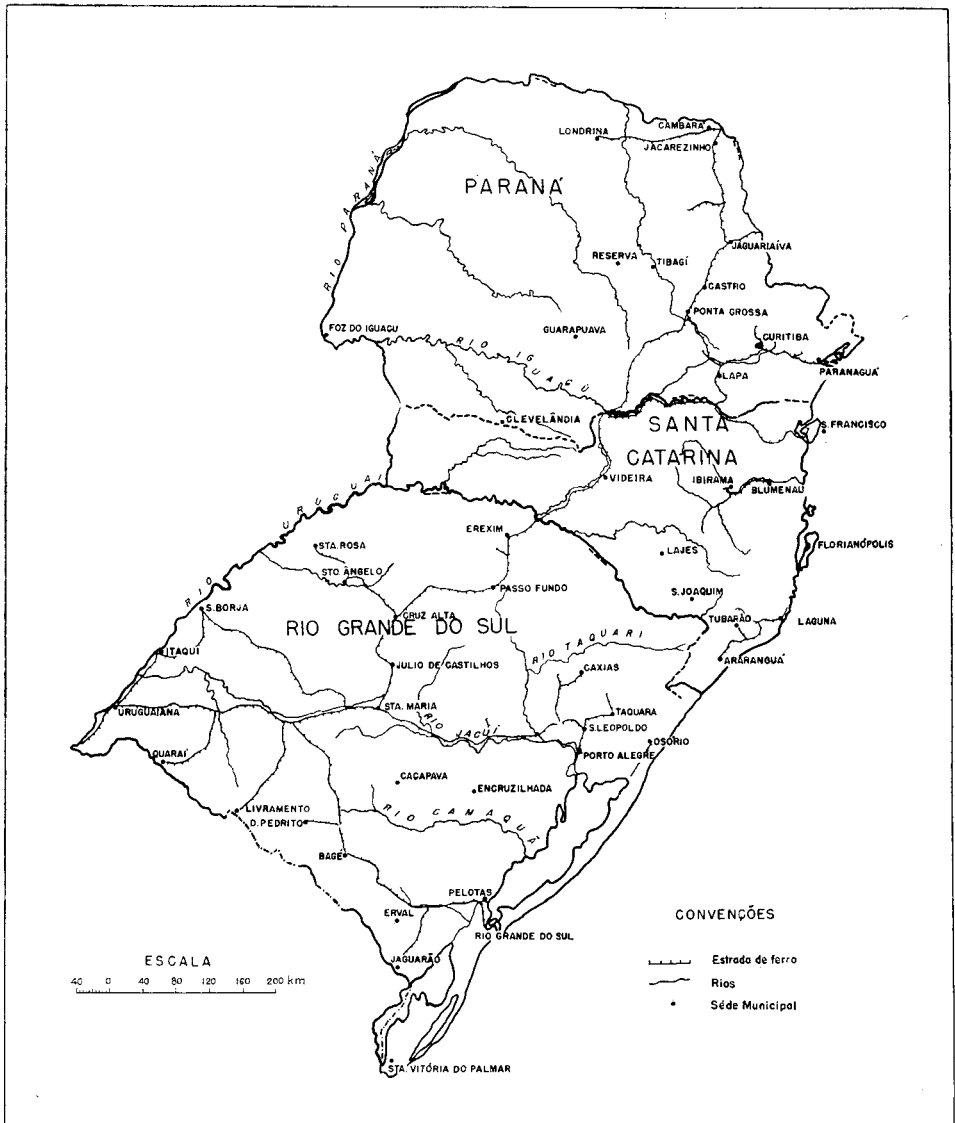 LONDRINA
CAMBARÁ
JACAREZINHO
PARANÁ
RIO PARANÁ
JAGUARIAÍVA
RESERVA
TIBAGÍ
CASTRO
PONTA GROSSA
FOZ DO IGUAÇU
GUARAPUAVA
CURITIBA
RIO IGUAÇÚ
PARANAGUÁ
LAPA
CLEVELÂNDIA
SANTA
CATARINA
S. FRANCISCO
VIDEIRA
IBIRAMA
BLUMENAU
RIO URUGUAI
EREXIM
FLORIANÓPOLIS
STA. ROSA
LAJES
STO. ÂNGELO
PASSO FUNDO
S. JOAQUIM
S. BORJA
CRUZ ALTA
TUBARÃO
LAGUNA
RIO GRANDE DO SUL
RIO TAQUARI
ITAQUI
JULIO DE CASTILHOS
CAXIAS
ARARANGUÁ
URUGUAIANA
STA. MARIA
TAQUARA
RIO JACUÍ
S. LEOPOLDO
OSÓRIO
QUARAÍ
PORTO ALEGRE
CAÇAPAVA
ENCRUZILHADA
LIVRAMENTO
D. PEDRITO
RIO CAMAQUÃ
BAGÉ
PELOTAS
ERVAL
RIO GRANDE DO SUL
JAGUARÃO
STA. VITÓRIA DO PALMAR
ESCALA
40 0 40 80 120 160 200 km
CONVENÇÕES
Estrada de ferro
Rios
Séde Municipal